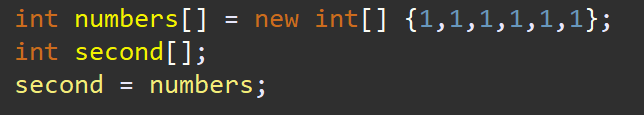 int numbers[] = new int[] {1,1,1,1,1,1};
int second[];
second = numbers;